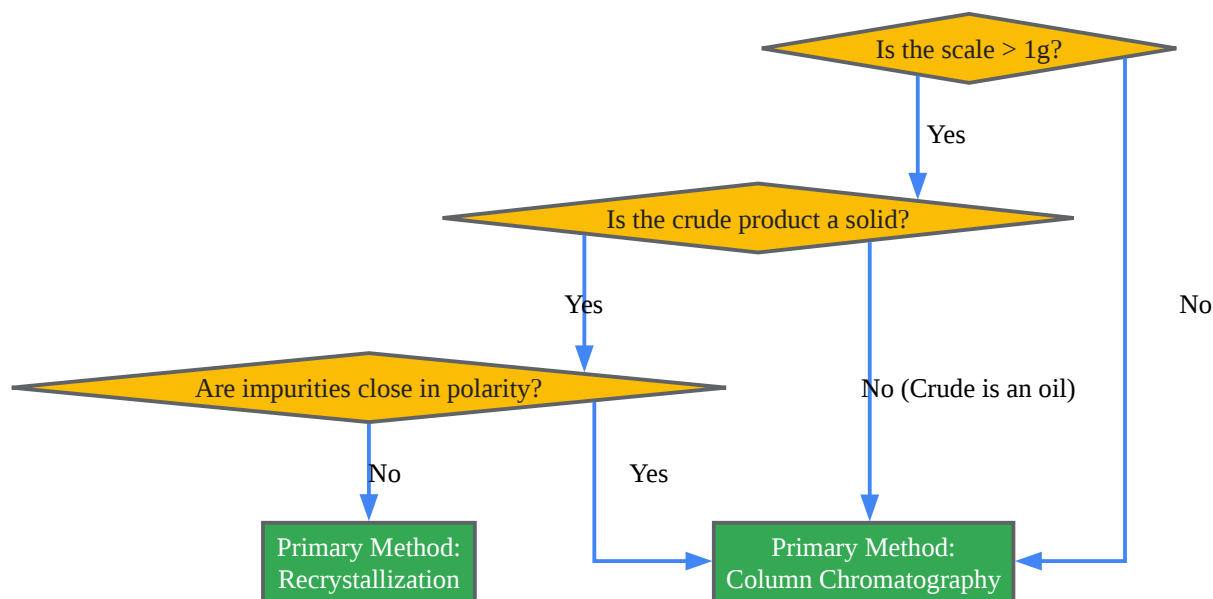 Is the scale > 1g?
Yes
Is the crude product a solid?
Yes
No
Are impurities close in polarity?
No (Crude is an oil)
No
Yes
Primary Method:
Recrystallization
Primary Method:
Column Chromatography